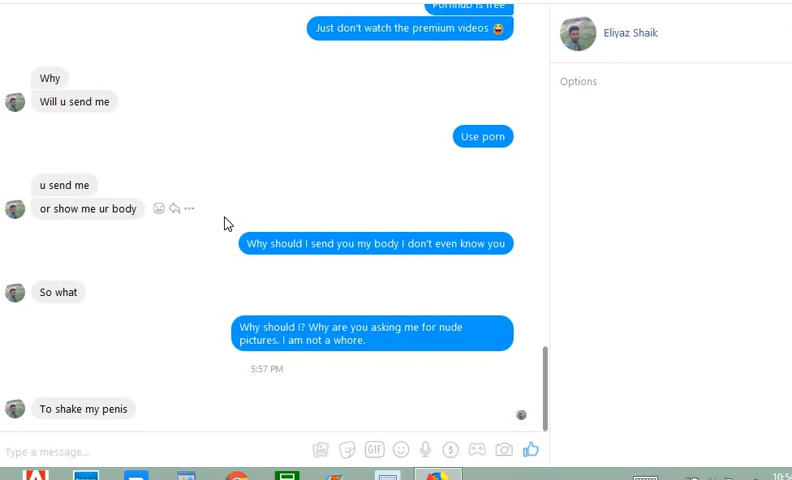 Pornhub is free
Just don't watch the premium videos 😂
Eliyaz Shaik
Options
Why
Will u send me
Use porn
u send me
or show me ur body
Why should I send you my body I don't even know you
So what
Why should I? Why are you asking me for nude
pictures. I am not a whore.
5:57 PM
To shake my penis
Type a message...
GIF